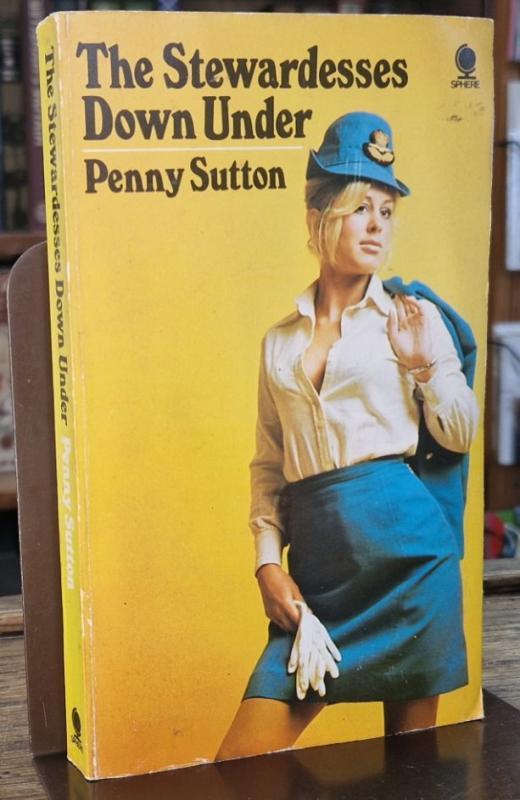 The Stewardesses
Down Under
Penny Sutton
SPHERE
The Stewardesses Down Under Penny Sutton